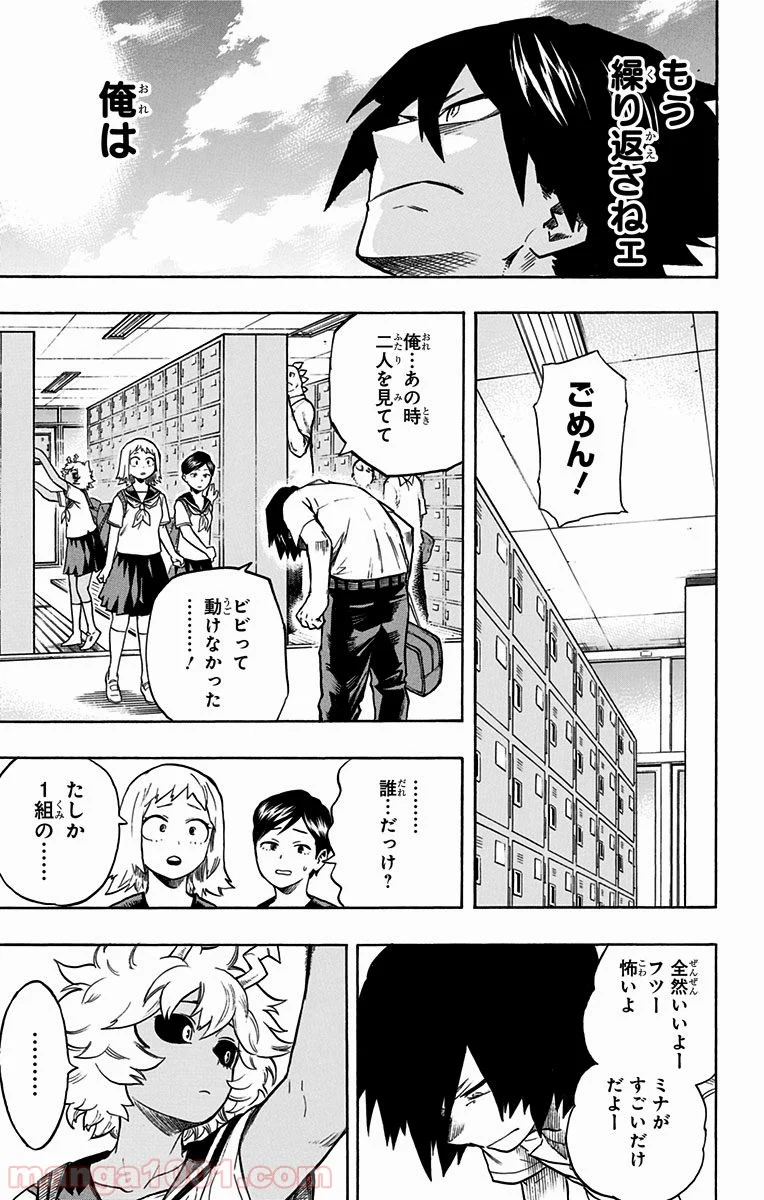 もう
繰り返さねェ
俺は
ごめん!
俺…あの時
二人を見てて
ビビって
動けなかった
………!
………
誰…だっけ?
たしか
1組の……
全然いいよー
フツー
怖いよ
ミナが
すごいだけ
だよー
………
manga1001.com